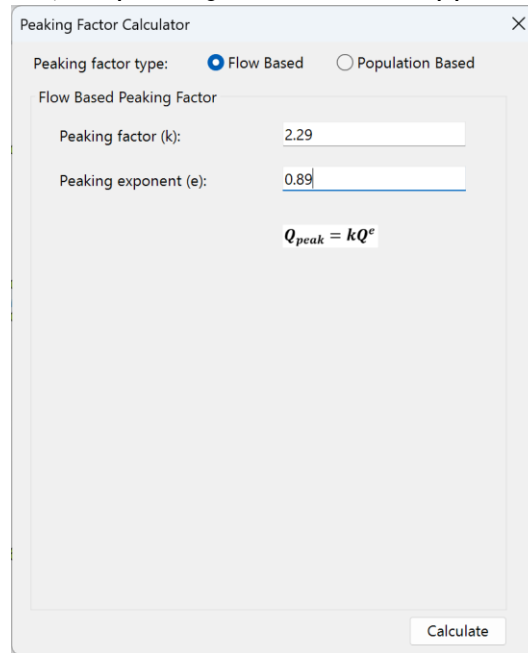 Peaking Factor Calculator
Peaking factor type: Flow Based Population Based
Flow Based Peaking Factor
Peaking factor (k): 2.29
Peaking exponent (e): 0.89
Q_peak = kQ^e
Calculate